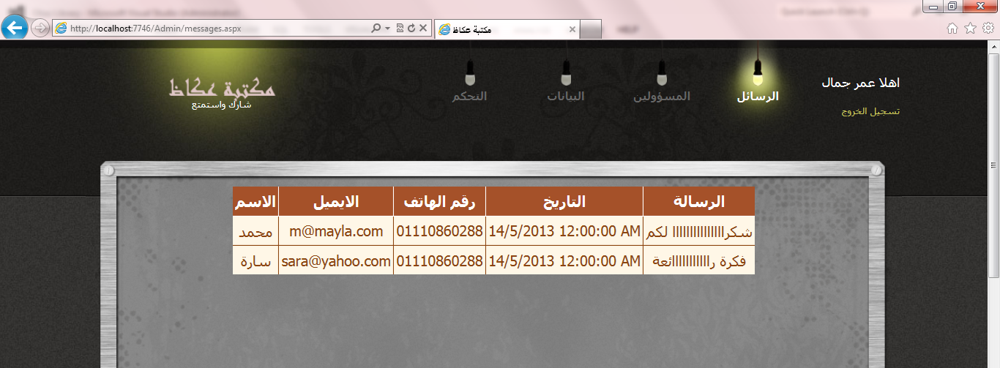 http://localhost:7746/Admin/messages.aspx
مكتبة عكاظ
اهلا عمر جمال
تسجيل الخروج
الرسائل
المسؤولين
البيانات
التحكم
مكتبة عكاظ
شارك واستمتع
الرسالة التاريخ رقم الهاتف الايميل الاسم
شكراااااااااااااااا لكم 14/5/2013 12:00:00 AM 01110860288 m@mayla.com محمد
فكرة رااااااااااائعة 14/5/2013 12:00:00 AM 01110860288 sara@yahoo.com سارة